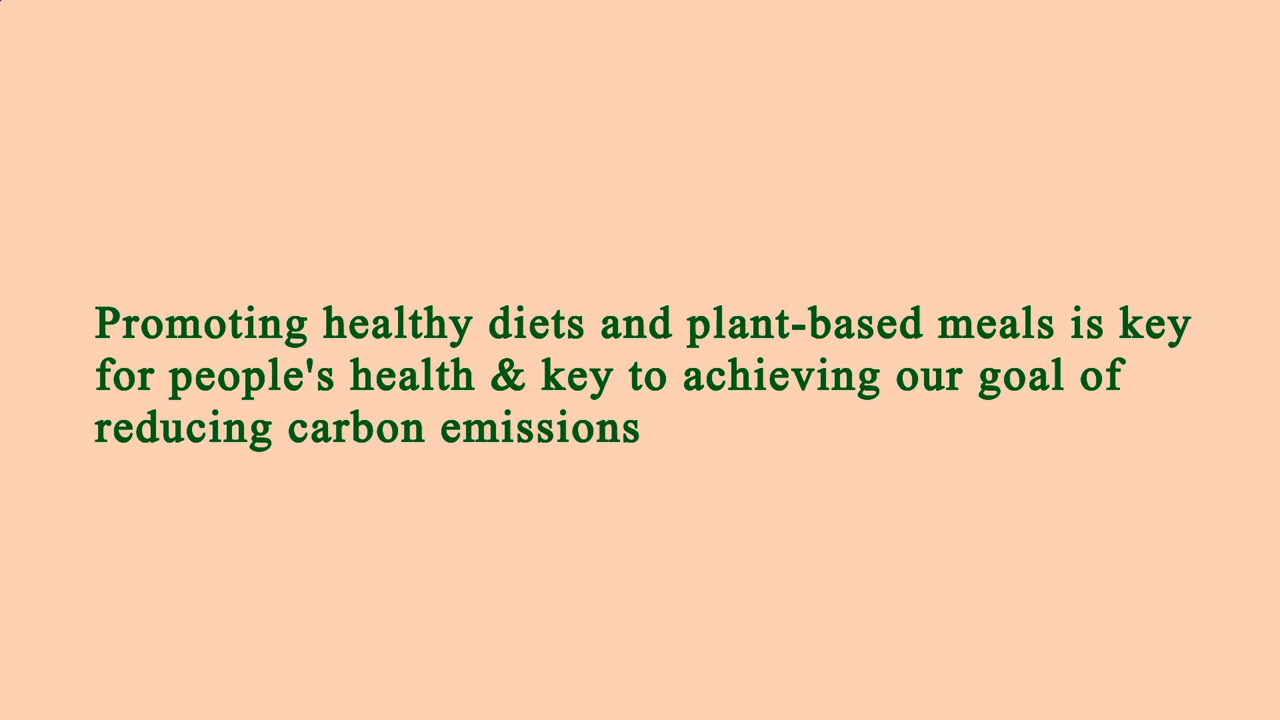 Promoting healthy diets and plant-based meals is key
for people's health & key to achieving our goal of
reducing carbon emissions